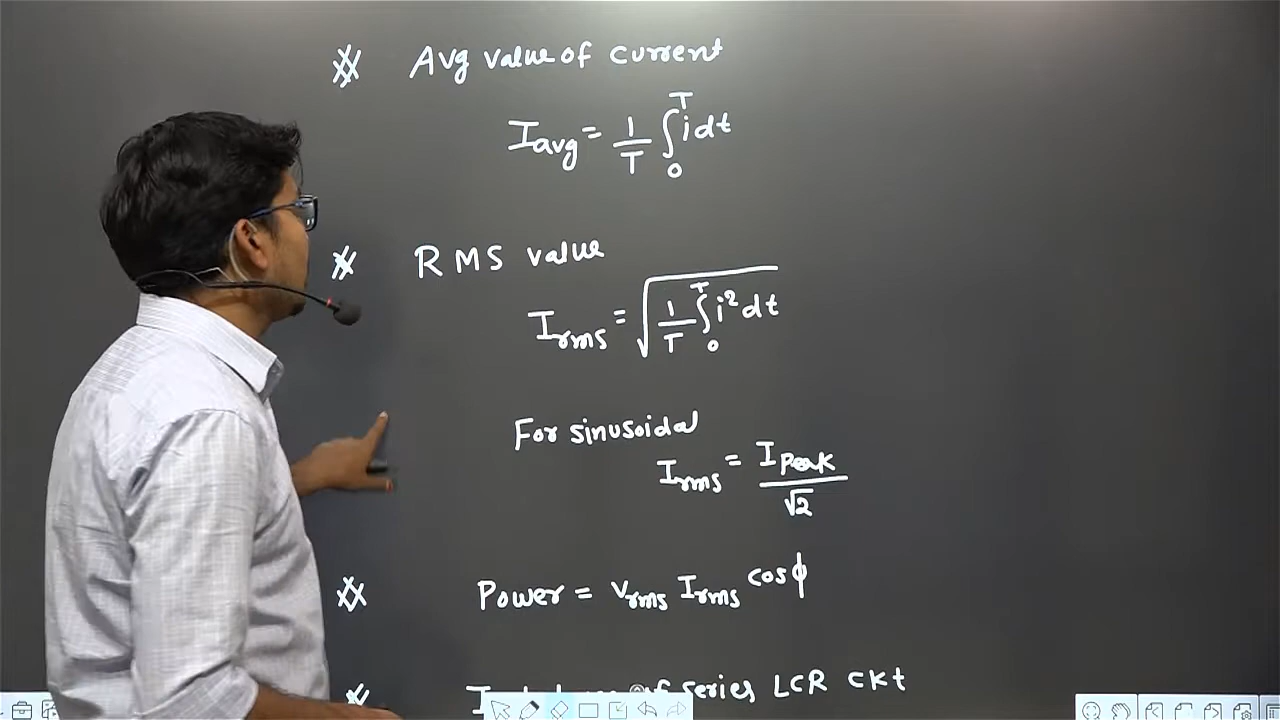 Avg value of current
Iavg = 1/T ∫₀ᵀ i dt
RMS value
Irms = √(1/T ∫₀ᵀ i² dt)
For sinusoidal
Irms = Ipeak/√2
Power = Vrms Irms cosϕ
of series LCR CKt